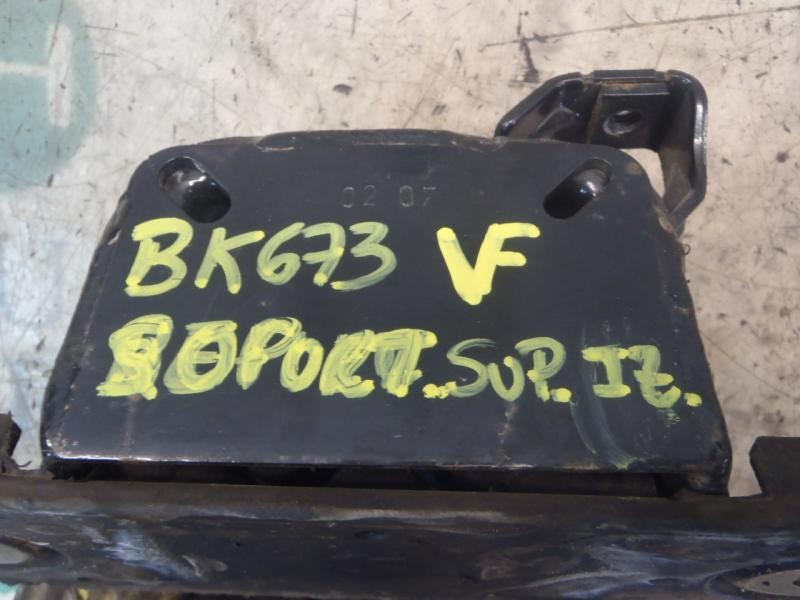 02 07
BK673 VF
SOPORT. SUP. IZ.